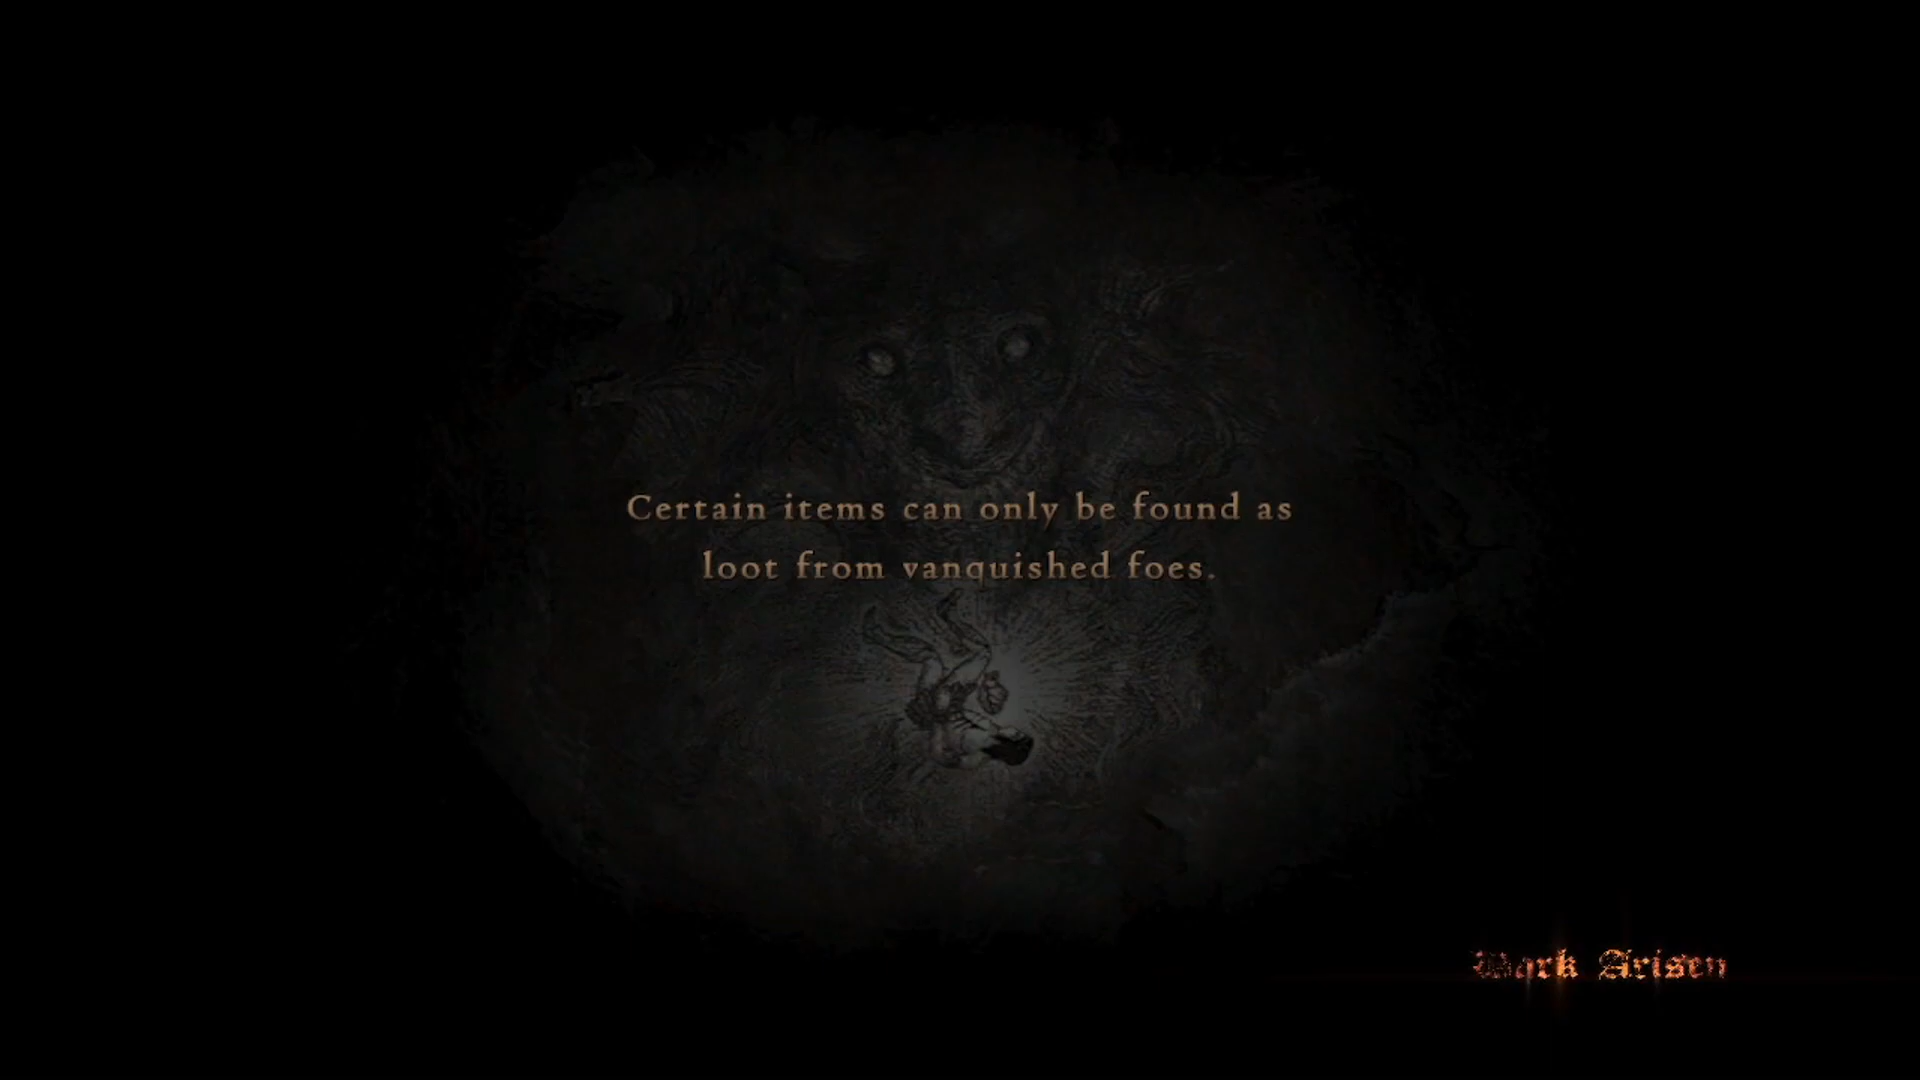 Certain items can only be found as
loot from vanquished foes.
Dark Arisen